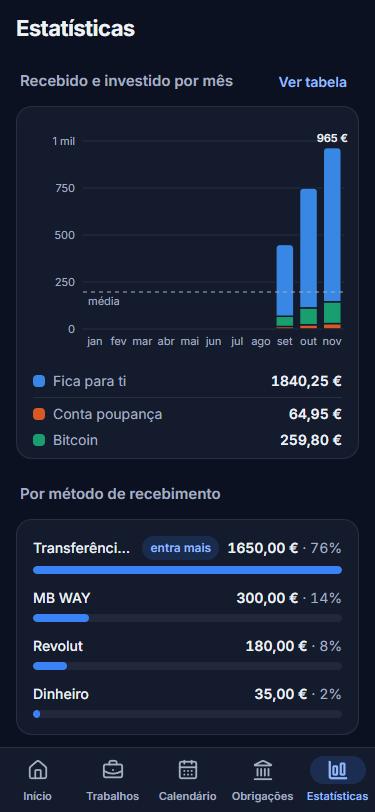 Estatísticas
Recebido e investido por mês
Ver tabela
965 €
1 mil
750
500
250
média
0
jan fev mar abr mai jun jul ago set out nov
Fica para ti 1840,25 €
Conta poupança 64,95 €
Bitcoin 259,80 €
Por método de recebimento
Transferênci... entra mais 1650,00 € · 76%
MB WAY 300,00 € · 14%
Revolut 180,00 € · 8%
Dinheiro 35,00 € · 2%
Início Trabalhos Calendário Obrigações Estatísticas